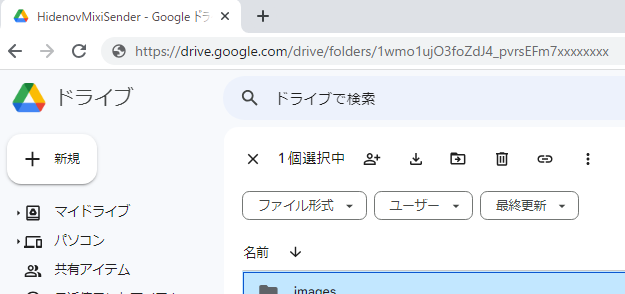 HidenovMixiSender - Google ドラ
https://drive.google.com/drive/folders/1wmo1ujO3foZdJ4_pvrsEFm7xxxxxxxx
ドライブ
ドライブで検索
新規
1 個選択中
マイドライブ
ファイル形式
ユーザー
最終更新
パソコン
名前
共有アイテム
images